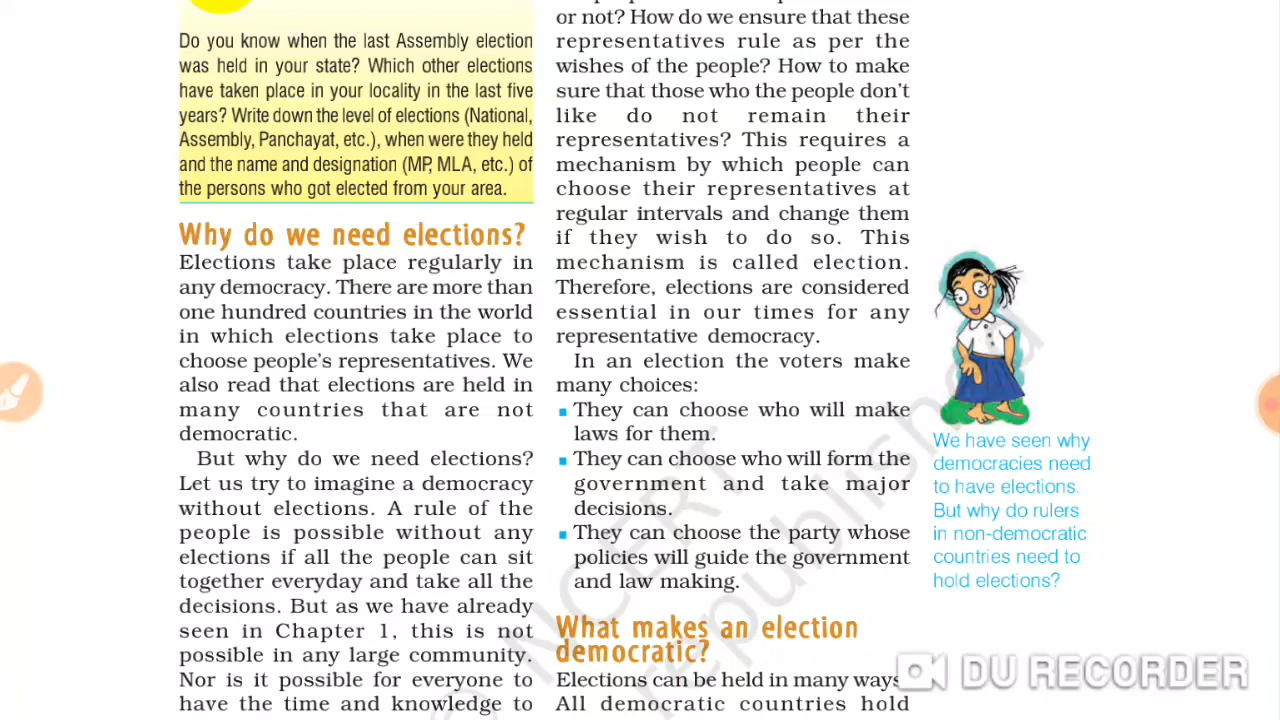 Do you know when the last Assembly election
was held in your state? Which other elections
have taken place in your locality in the last five
years? Write down the level of elections (National,
Assembly, Panchayat, etc.), when were they held
and the name and designation (MP, MLA, etc.) of
the persons who got elected from your area.
Why do we need elections?
Elections take place regularly in
any democracy. There are more than
one hundred countries in the world
in which elections take place to
choose people's representatives. We
also read that elections are held in
many countries that are not
democratic.
But why do we need elections?
Let us try to imagine a democracy
without elections. A rule of the
people is possible without any
elections if all the people can sit
together everyday and take all the
decisions. But as we have already
seen in Chapter 1, this is not
possible in any large community.
Nor is it possible for everyone to
have the time and knowledge to
or not? How do we ensure that these
representatives rule as per the
wishes of the people? How to make
sure that those who the people don't
like do not remain their
representatives? This requires a
mechanism by which people can
choose their representatives at
regular intervals and change them
if they wish to do so. This
mechanism is called election.
Therefore, elections are considered
essential in our times for any
representative democracy.
In an election the voters make
many choices:
▪ They can choose who will make
laws for them.
▪ They can choose who will form the
government and take major
decisions.
▪ They can choose the party whose
policies will guide the government
and law making.
What makes an election
democratic?
Elections can be held in many ways.
All democratic countries hold
We have seen why
democracies need
to have elections.
But why do rulers
in non-democratic
countries need to
hold elections?
© NCERT
republished
DU RECORDER